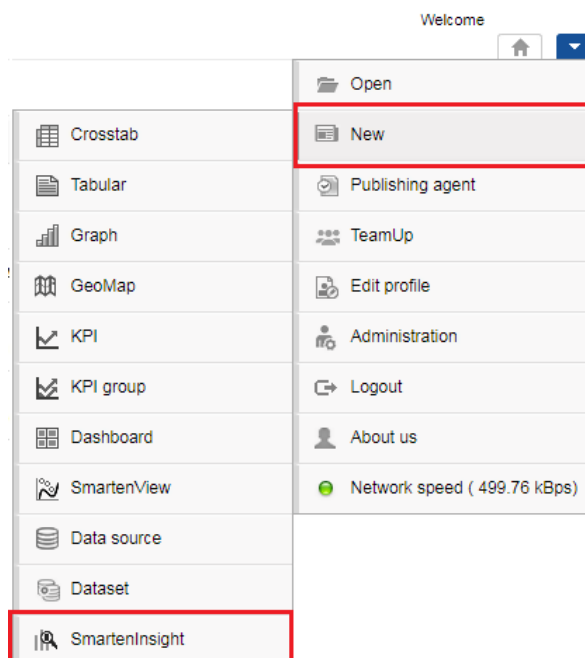 Welcome
Open
New
Publishing agent
TeamUp
Edit profile
Administration
Logout
About us
Network speed ( 499.76 kBps)
Crosstab
Tabular
Graph
GeoMap
KPI
KPI group
Dashboard
SmartenView
Data source
Dataset
SmartenInsight